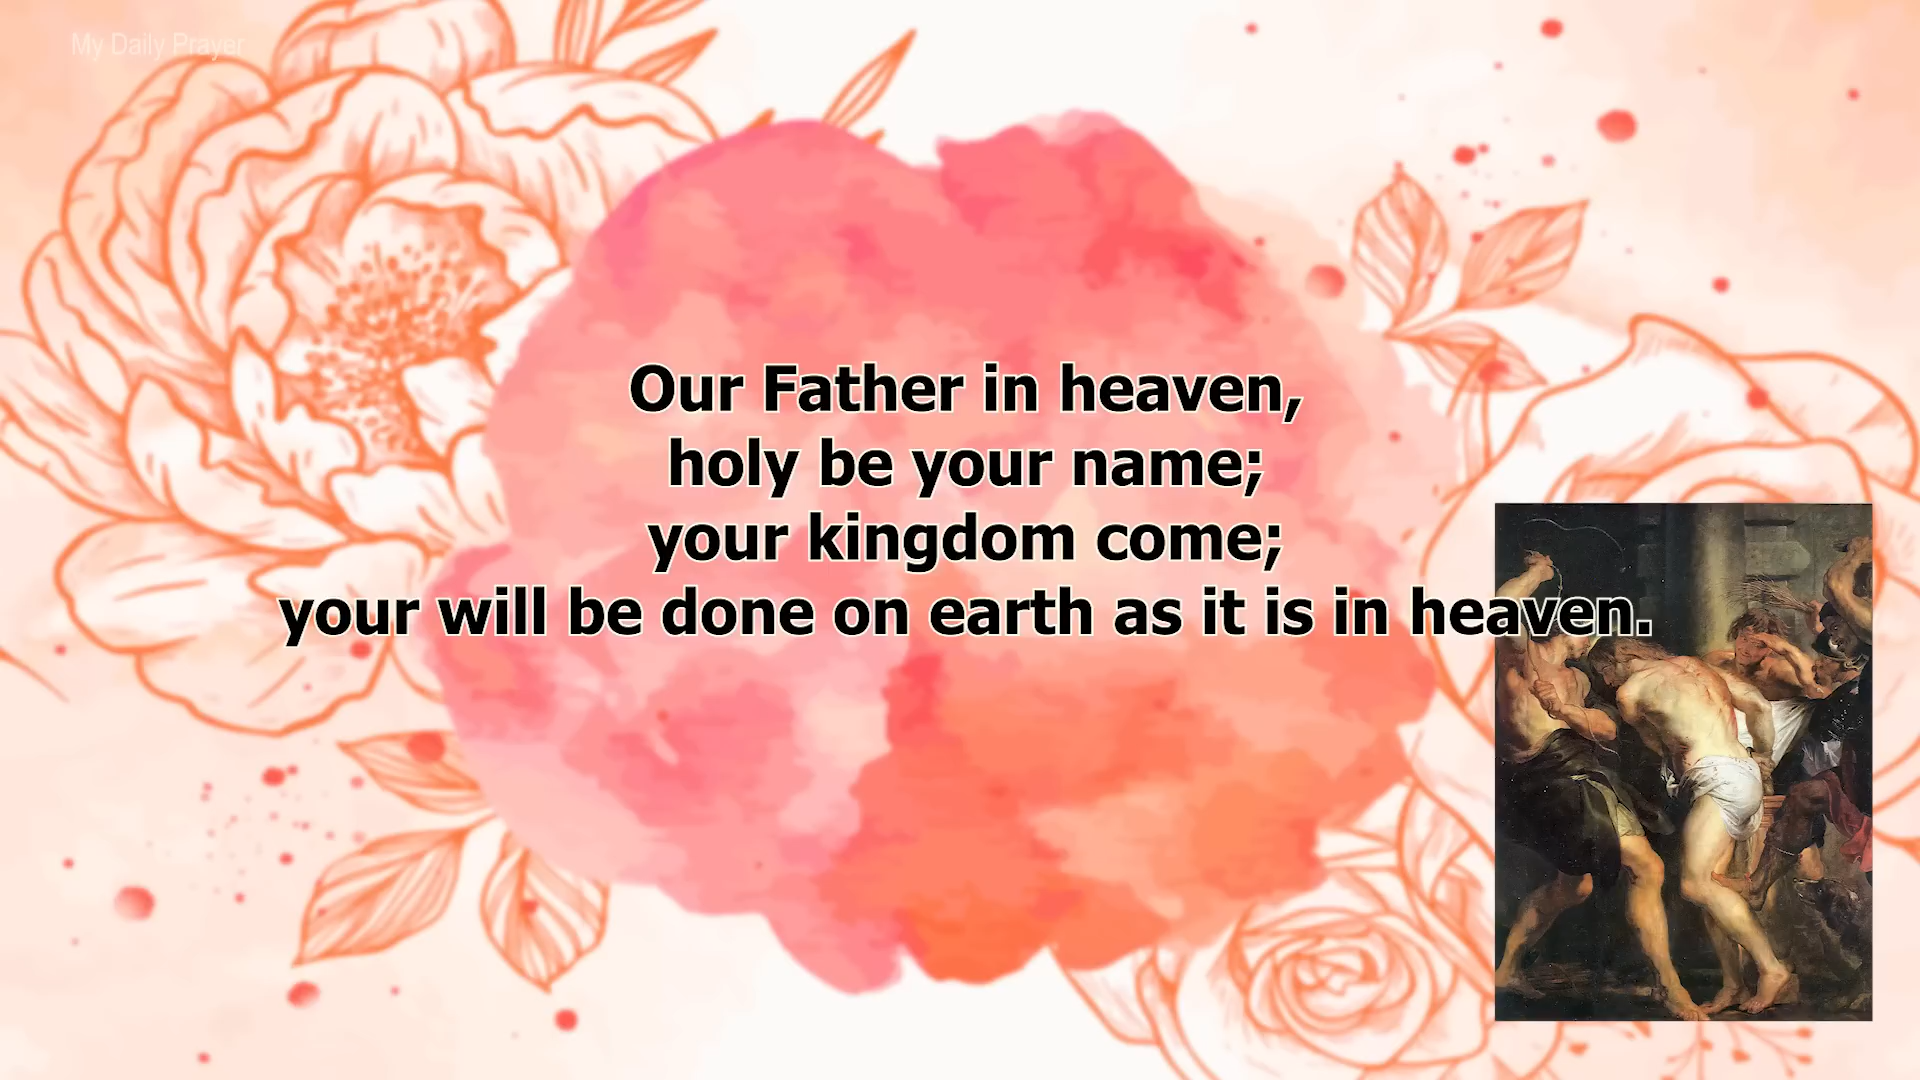 My Daily Prayer
Our Father in heaven,
holy be your name;
your kingdom come;
your will be done on earth as it is in heaven.